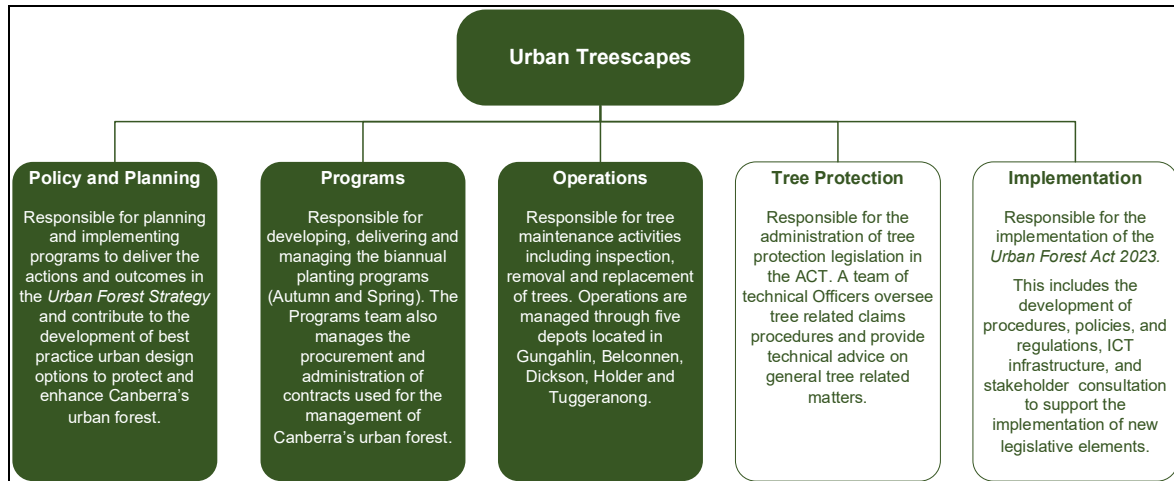 Urban Treescapes
Policy and Planning
Responsible for planning
and implementing
programs to deliver the
actions and outcomes in
the Urban Forest Strategy
and contribute to the
development of best
practice urban design
options to protect and
enhance Canberra’s
urban forest.
Programs
Responsible for
developing, delivering and
managing the biannual
planting programs
(Autumn and Spring). The
Programs team also
manages the
procurement and
administration of
contracts used for the
management of
Canberra’s urban forest.
Operations
Responsible for tree
maintenance activities
including inspection,
removal and replacement
of trees. Operations are
managed through five
depots located in
Gungahlin, Belconnen,
Dickson, Holder and
Tuggeranong.
Tree Protection
Responsible for the
administration of tree
protection legislation in
the ACT. A team of
technical Officers oversee
tree related claims
procedures and provide
technical advice on
general tree related
matters.
Implementation
Responsible for the
implementation of the
Urban Forest Act 2023.
This includes the
development of
procedures, policies, and
regulations, ICT
infrastructure, and
stakeholder consultation
to support the
implementation of new
legislative elements.